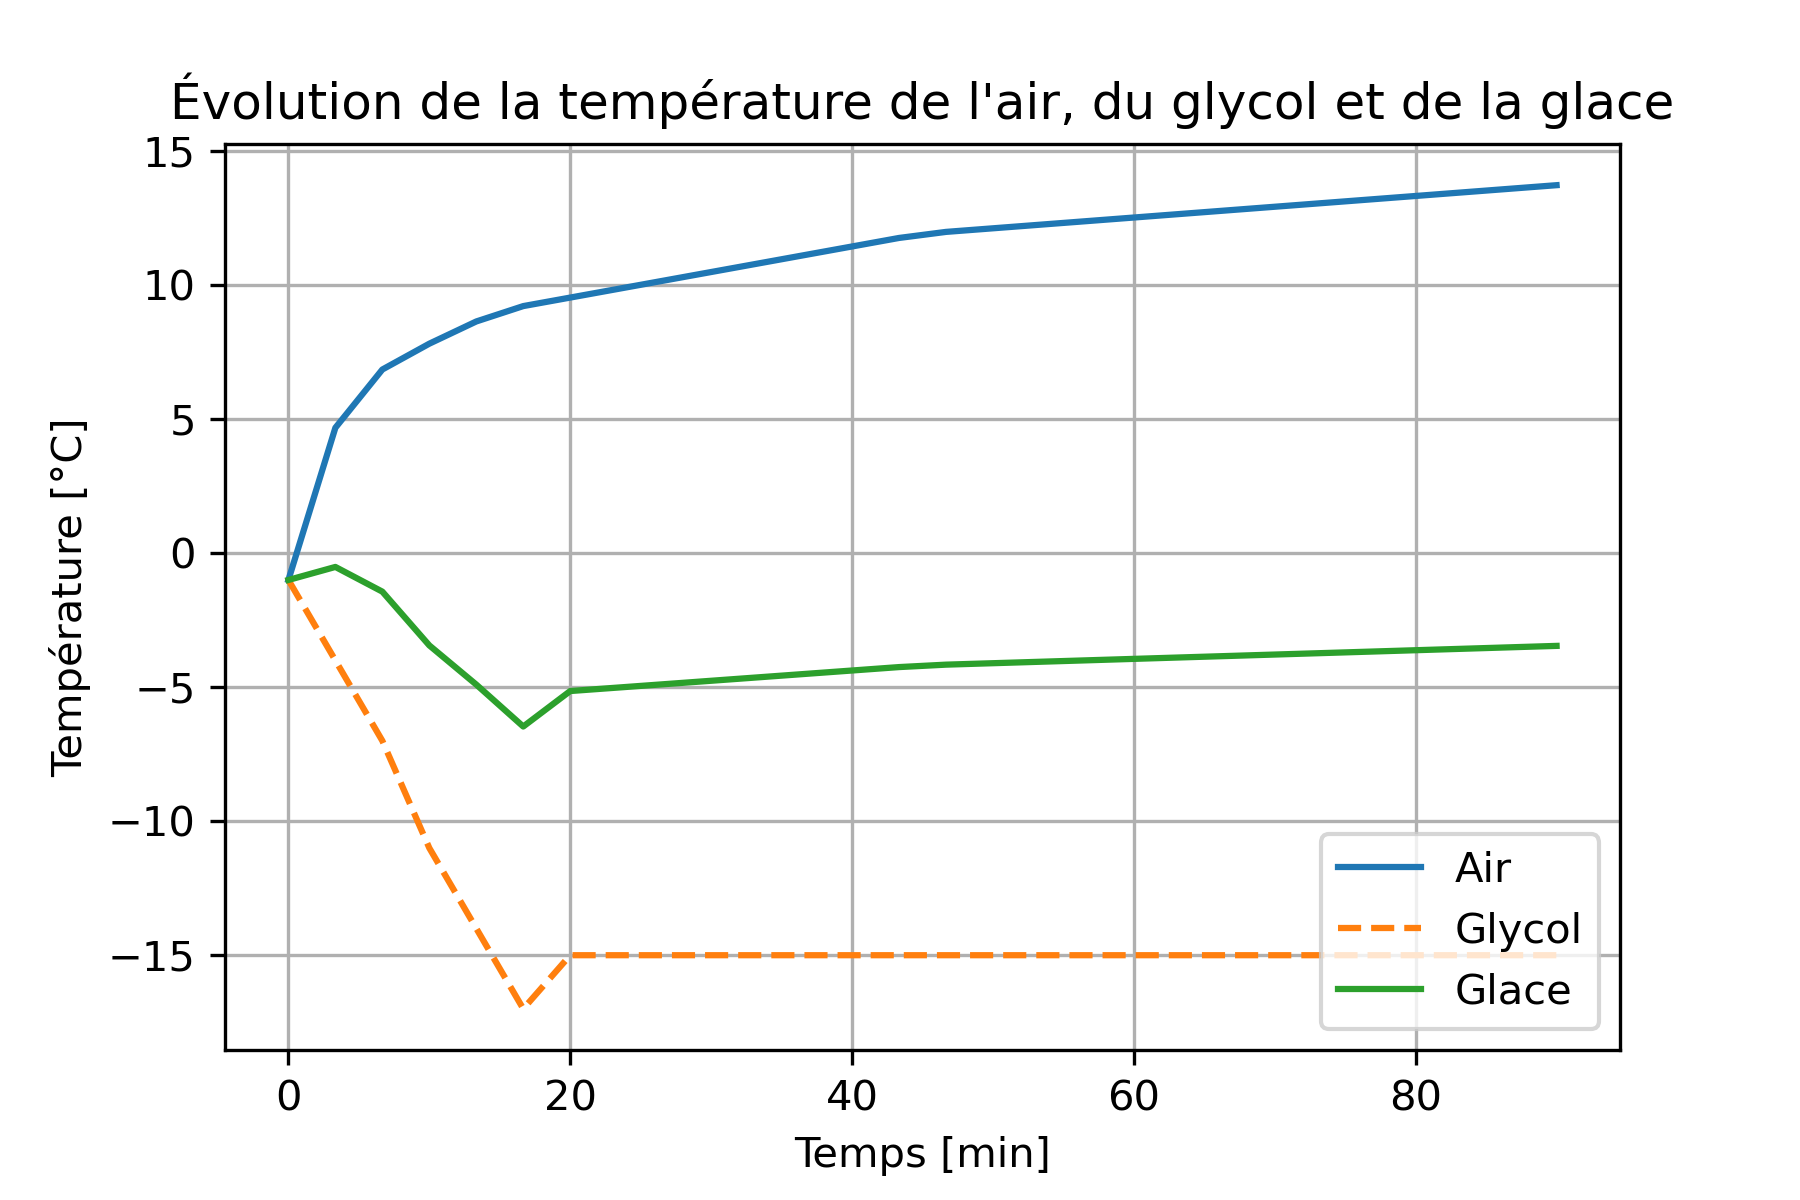 Évolution de la température de l'air, du glycol et de la glace
15
10
5
0
−5
−10
−15
Température [°C]
Air
Glycol
Glace
0 20 40 60 80
Temps [min]